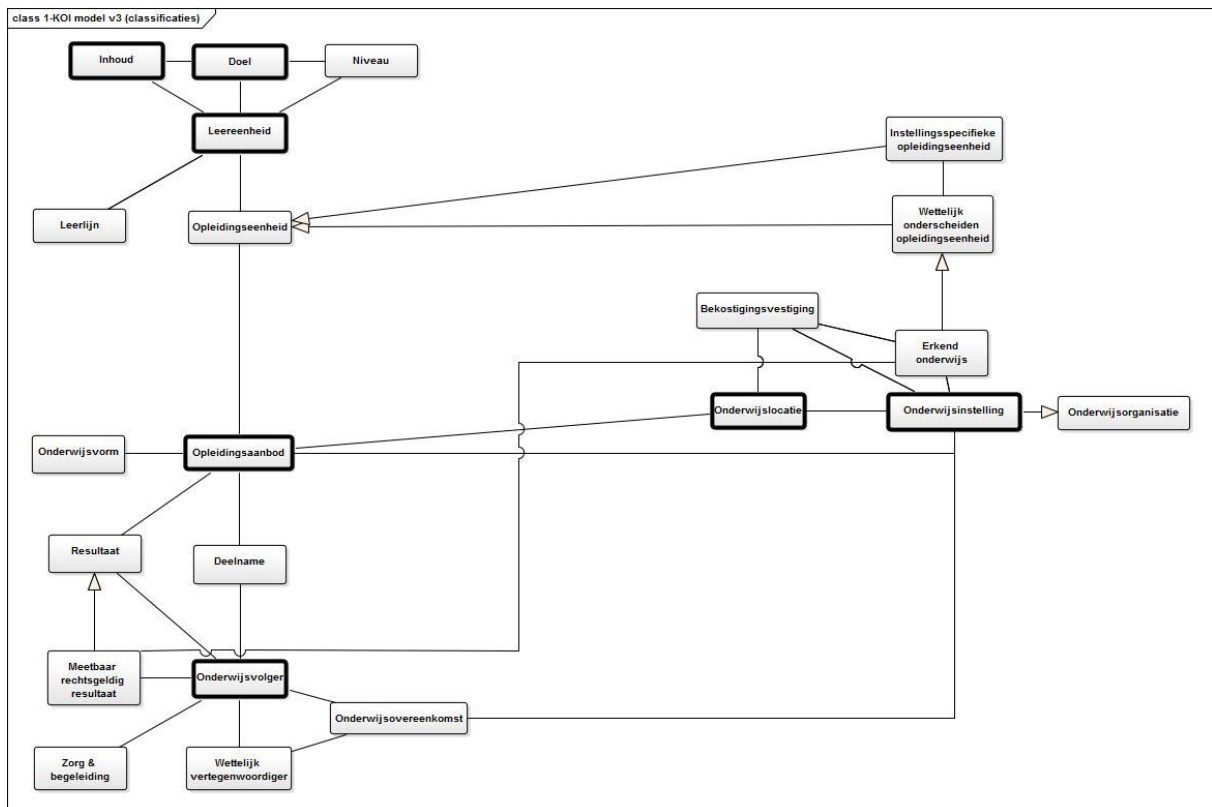 class 1-KOI model v3 (classificaties)
Inhoud
Doel
Niveau
Leereenheid
Instellingsspecifieke
opleidingseenheid
Leerlijn
Opleidingseenheid
Wettelijk
onderscheiden
opleidingseenheid
Bekostigingsvestiging
Erkend
onderwijs
Onderwijslocatie
Onderwijsinstelling
Onderwijsorganisatie
Onderwijsvorm
Opleidingsaanbod
Resultaat
Deelname
Meetbaar
rechtsgeldig
resultaat
Onderwijsvolger
Onderwijsovereenkomst
Zorg &
begeleiding
Wettelijk
vertegenwoordiger